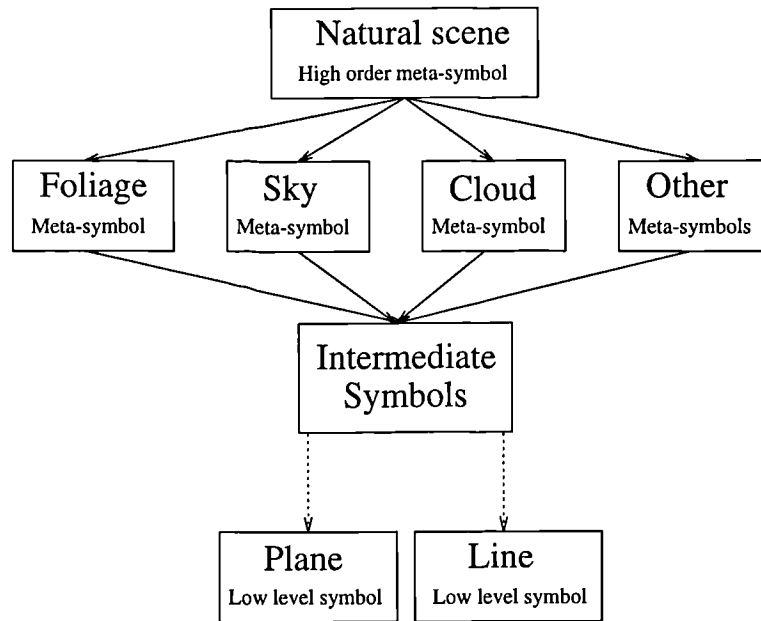 Natural scene
High order meta-symbol
Foliage
Meta-symbol
Sky
Meta-symbol
Cloud
Meta-symbol
Other
Meta-symbols
Intermediate
Symbols
Plane
Low level symbol
Line
Low level symbol